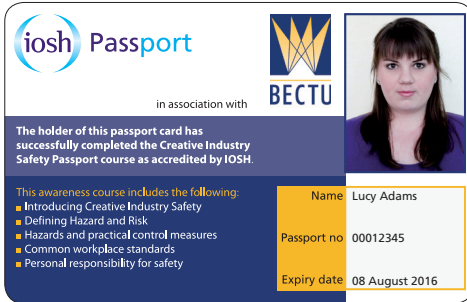 iosh Passport
in association with
BECTU
The holder of this passport card has
successfully completed the Creative Industry
Safety Passport course as accredited by IOSH.
This awareness course includes the following:
Introducing Creative Industry Safety
Defining Hazard and Risk
Hazards and practical control measures
Common workplace standards
Personal responsibility for safety
Name Lucy Adams
Passport no 00012345
Expiry date 08 August 2016